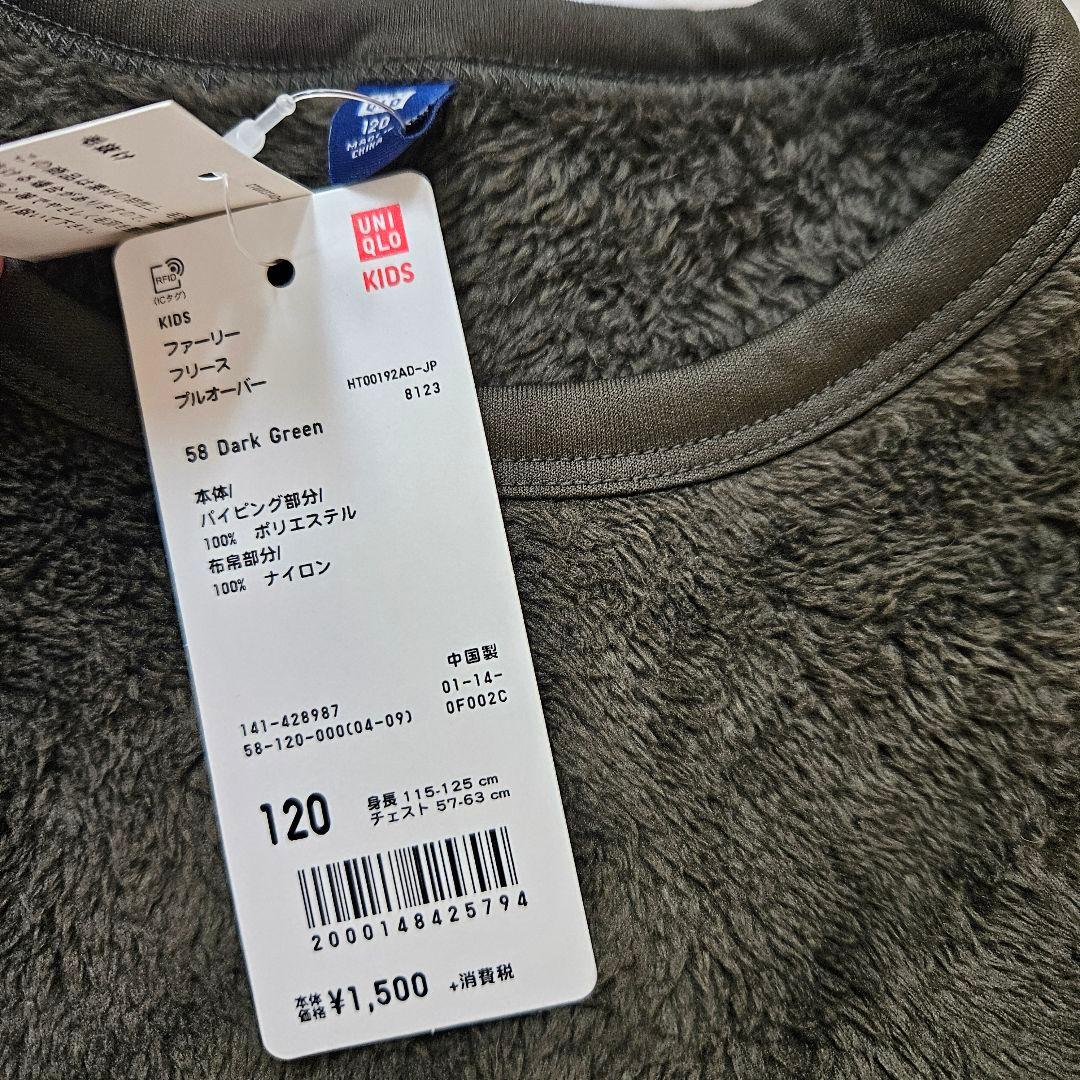 毛抜け
UNI
QLO
120
MADE IN
CHINA
UNI
QLO
KIDS
RFID
(ICタグ)
KIDS
ファーリー
フリース
プルオーバー
HT00192AD-JP
8123
58 Dark Green
本体/
パイピング部分/
100% ポリエステル
布帛部分/
100% ナイロン
中国製
01-14-
0F002C
141-428987
58-120-000(04-09)
120
身長 115-125 cm
チェスト 57-63 cm
2000148425794
本体
価格 ¥1,500 +消費税